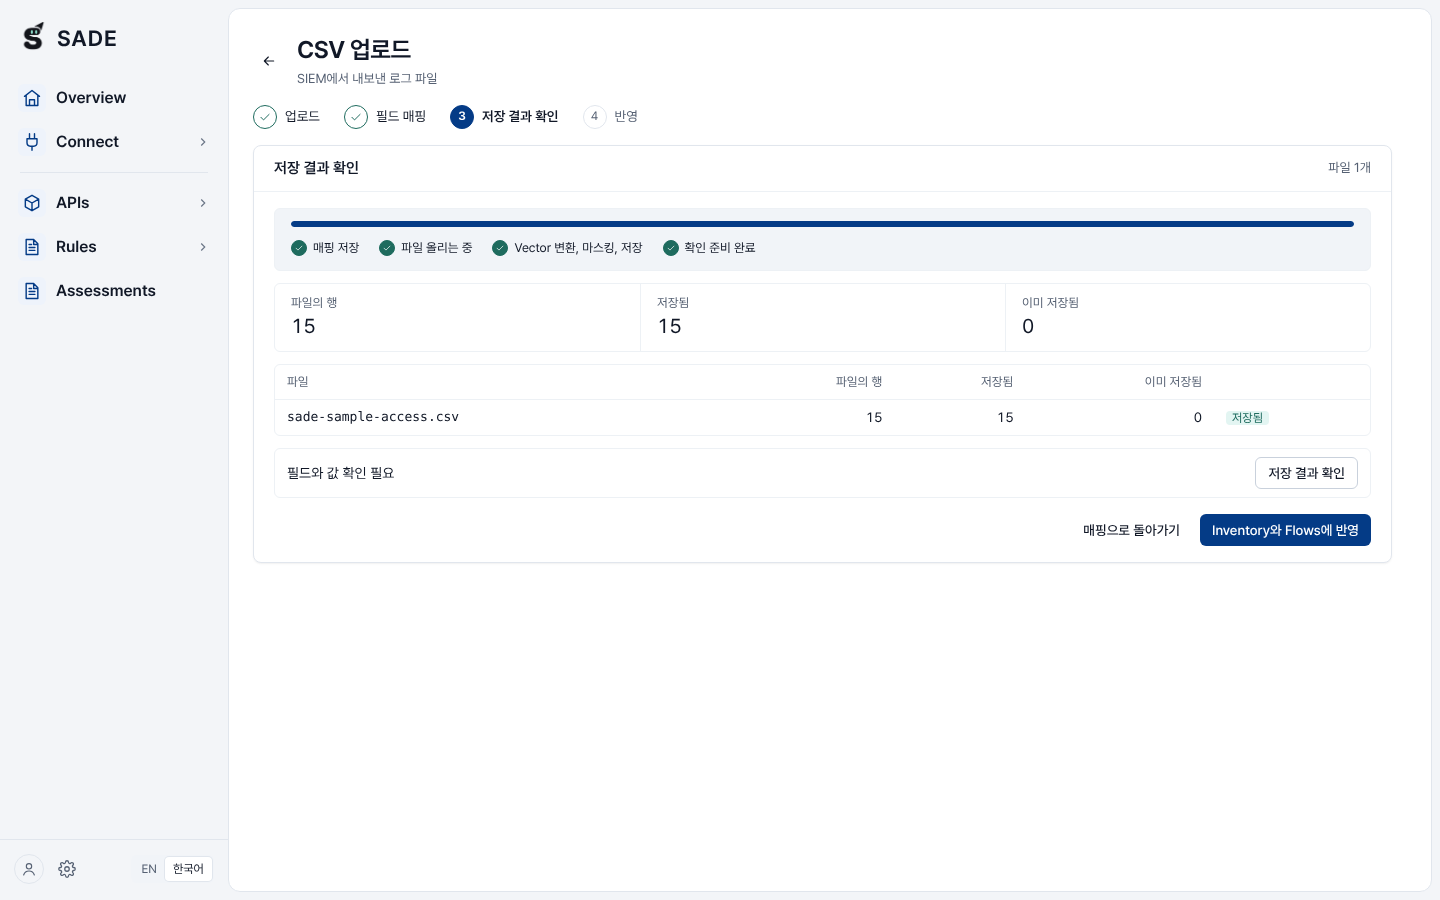 SADE
Overview
Connect
APIs
Rules
Assessments
EN 한국어
CSV 업로드
SIEM에서 내보낸 로그 파일
업로드 필드 매핑 3 저장 결과 확인 4 반영
저장 결과 확인 파일 1개
매핑 저장 파일 올리는 중 Vector 변환, 마스킹, 저장 확인 준비 완료
파일의 행 저장됨 이미 저장됨
15 15 0
파일 파일의 행 저장됨 이미 저장됨
sade-sample-access.csv 15 15 0 저장됨
필드와 값 확인 필요 저장 결과 확인
매핑으로 돌아가기 Inventory와 Flows에 반영